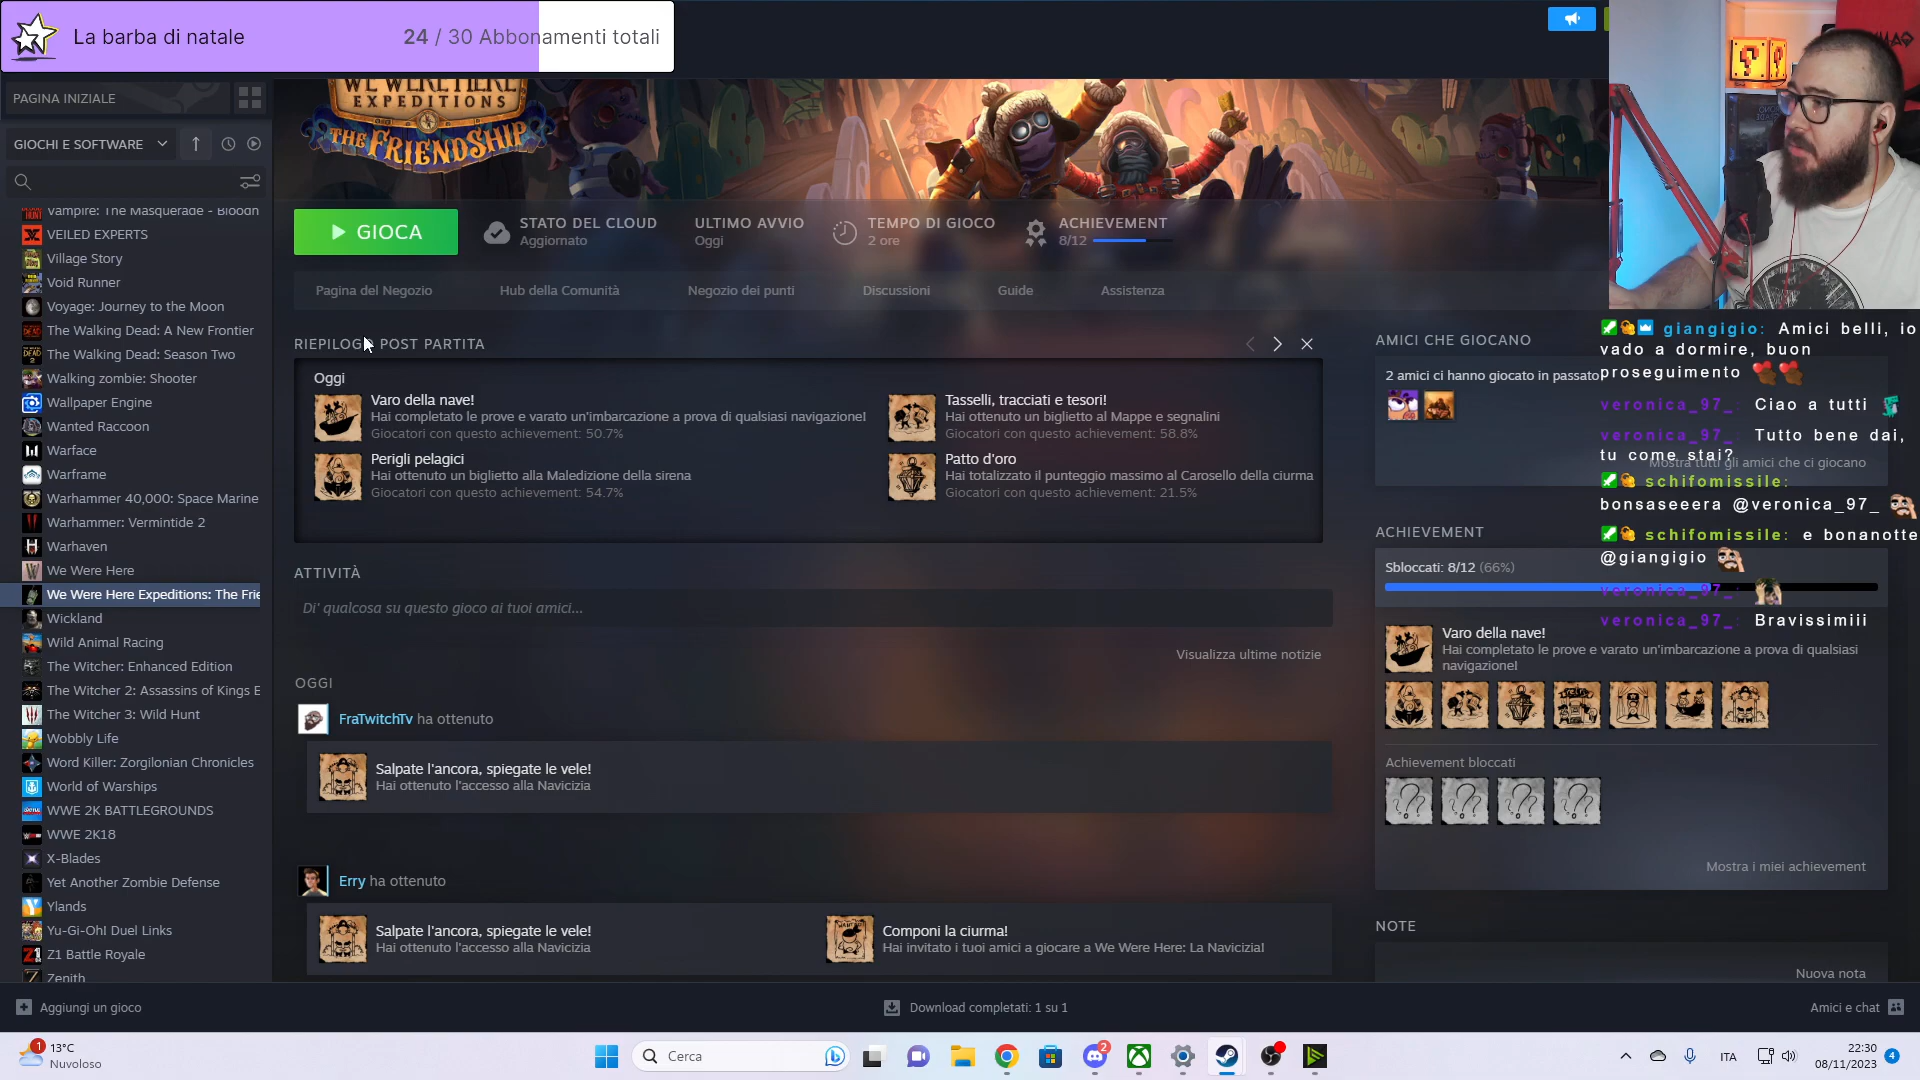 La barba di natale
24 / 30 Abbonamenti totali
PAGINA INIZIALE
GIOCHI E SOFTWARE
Vampire: The Masquerade - Bloodh
VEILED EXPERTS
Village Story
Void Runner
Voyage: Journey to the Moon
The Walking Dead: A New Frontier
The Walking Dead: Season Two
Walking zombie: Shooter
Wallpaper Engine
Wanted Raccoon
Warface
Warframe
Warhammer 40,000: Space Marine
Warhammer: Vermintide 2
Warhaven
We Were Here
We Were Here Expeditions: The Frie
Wickland
Wild Animal Racing
The Witcher: Enhanced Edition
The Witcher 2: Assassins of Kings E
The Witcher 3: Wild Hunt
Wobbly Life
Word Killer: Zorgilonian Chronicles
World of Warships
WWE 2K BATTLEGROUNDS
WWE 2K18
X-Blades
Yet Another Zombie Defense
Ylands
Yu-Gi-Oh! Duel Links
Z1 Battle Royale
Zenith
Aggiungi un gioco
WE WERE HERE
EXPEDITIONS
THE FRIENDSHIP
GIOCA
STATO DEL CLOUD
Aggiornato
ULTIMO AVVIO
Oggi
TEMPO DI GIOCO
2 ore
ACHIEVEMENT
8/12
Pagina del Negozio
Hub della Comunità
Negozio dei punti
Discussioni
Guide
Assistenza
RIEPILOGO POST PARTITA
Oggi
Varo della nave!
Hai completato le prove e varato un'imbarcazione a prova di qualsiasi navigazione!
Giocatori con questo achievement: 50.7%
Tasselli, tracciati e tesori!
Hai ottenuto un biglietto al Mappe e segnalini
Giocatori con questo achievement: 58.8%
Perigli pelagici
Hai ottenuto un biglietto alla Maledizione della sirena
Giocatori con questo achievement: 54.7%
Patto d'oro
Hai totalizzato il punteggio massimo al Carosello della ciurma
Giocatori con questo achievement: 21.5%
ATTIVITÀ
Di' qualcosa su questo gioco ai tuoi amici...
Visualizza ultime notizie
OGGI
FraTwitchTv ha ottenuto
Salpate l'ancora, spiegate le vele!
Hai ottenuto l'accesso alla Navicizia
Erry ha ottenuto
Salpate l'ancora, spiegate le vele!
Hai ottenuto l'accesso alla Navicizia
Componi la ciurma!
Hai invitato i tuoi amici a giocare a We Were Here: La Navicizia!
Download completati: 1 su 1
AMICI CHE GIOCANO
2 amici ci hanno giocato in passato
Mostra tutti gli amici che ci giocano
giangigio: Amici belli, io
vado a dormire, buon
proseguimento
veronica_97_: Ciao a tutti
veronica_97_: Tutto bene dai,
tu come stai?
schifomissile:
bonsaseeera @veronica_97_
schifomissile: e bonanotte
@giangigio
veronica_97_:
veronica_97_: Bravissimiii
ACHIEVEMENT
Sbloccati: 8/12 (66%)
Varo della nave!
Hai completato le prove e varato un'imbarcazione a prova di qualsiasi
navigazione!
Achievement bloccati
Mostra i miei achievement
NOTE
Nuova nota
Amici e chat
1
13°C
Nuvoloso
Cerca
2
ITA
22:30
08/11/2023
4